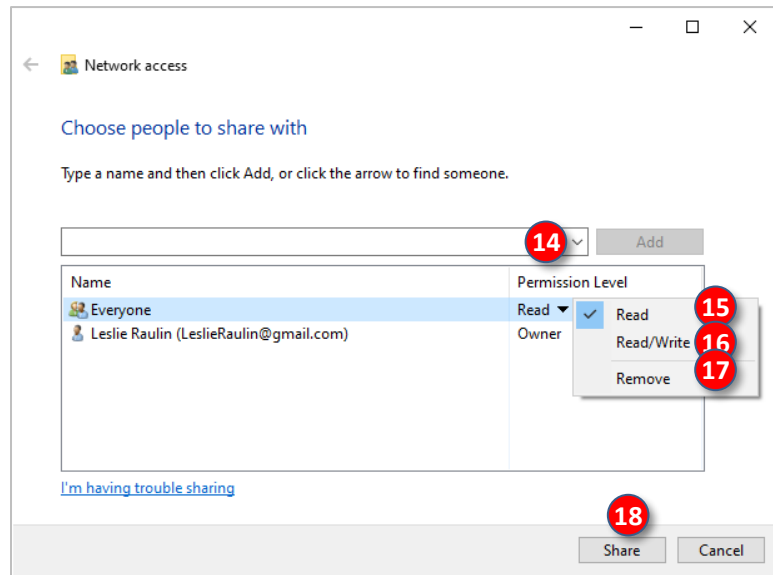 Network access
Choose people to share with
Type a name and then click Add, or click the arrow to find someone.
14 Add
Name Permission Level
Everyone Read Read 15
Leslie Raulin (LeslieRaulin@gmail.com) Owner Read/Write 16
Remove 17
I'm having trouble sharing
18
Share Cancel